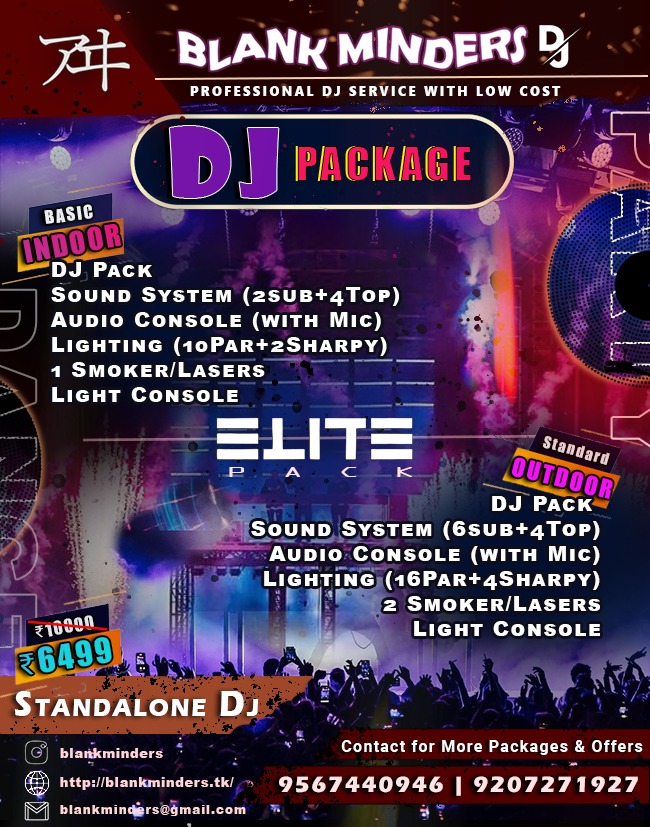 BLANK MINDERS DJ
PROFESSIONAL DJ SERVICE WITH LOW COST
DJ PACKAGE
PARTY
BASIC
INDOOR
DJ Pack
Sound System (2sub+4Top)
Audio Console (with Mic)
Lighting (10Par+2Sharpy)
1 Smoker/Lasers
Light Console
DANCE
ELITE
PACK
Standard
OUTDOOR
DJ Pack
Sound System (6sub+4Top)
Audio Console (with Mic)
Lighting (16Par+4Sharpy)
2 Smoker/Lasers
Light Console
₹10000
₹6499
Standalone Dj
blankminders
http://blankminders.tk/
blankminders@gmail.com
Contact for More Packages & Offers
9567440946 | 9207271927